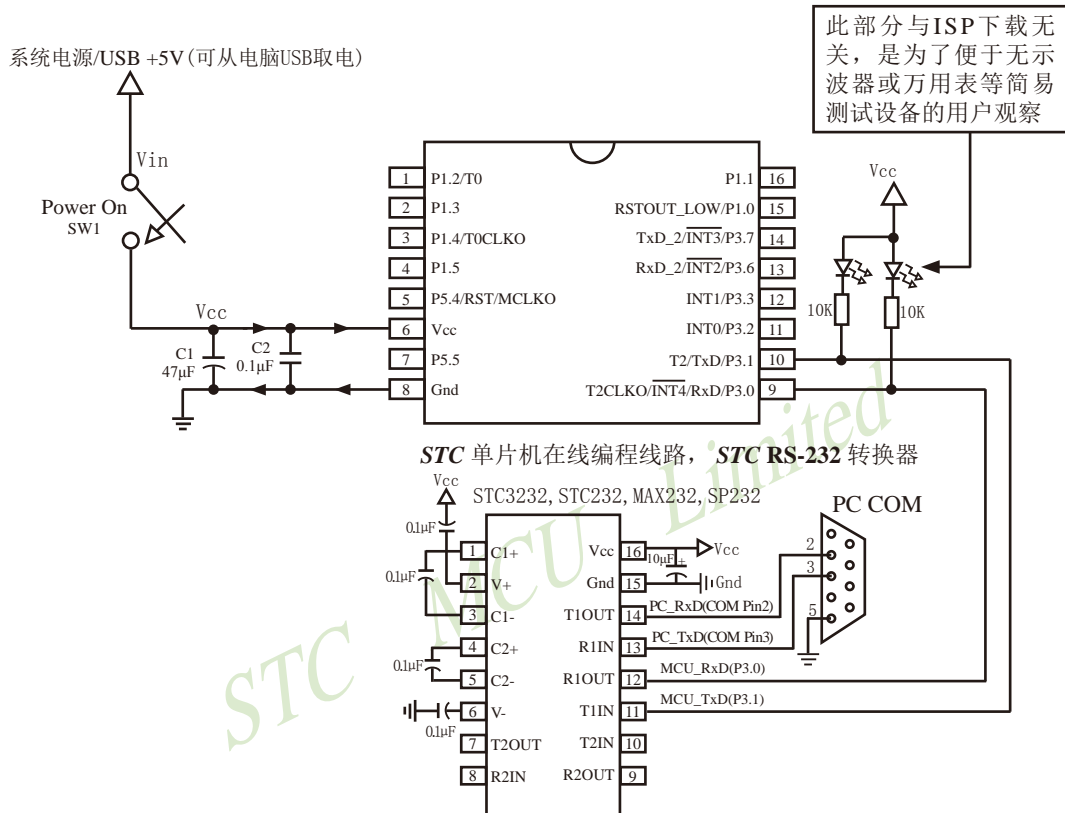 此部分与ISP下载无
关，是为了便于无示
波器或万用表等简易
测试设备的用户观察
系统电源/USB +5V(可从电脑USB取电)
Vin
Power On
SW1
Vcc
C1
47μF
C2
0.1μF
1 P1.2/T0
2 P1.3
3 P1.4/T0CLKO
4 P1.5
5 P5.4/RST/MCLKO
6 Vcc
7 P5.5
8 Gnd
P1.1 16
RSTOUT_LOW/P1.0 15
TxD_2/INT3/P3.7 14
RxD_2/INT2/P3.6 13
INT1/P3.3 12
INT0/P3.2 11
T2/TxD/P3.1 10
T2CLKO/INT4/RxD/P3.0 9
Vcc
10K
10K
STC 单片机在线编程线路， STC RS-232 转换器
STC3232,STC232,MAX232,SP232
Vcc
0.1μF
0.1μF
0.1μF
0.1μF
1 C1+
2 V+
3 C1-
4 C2+
5 C2-
6 V-
7 T2OUT
8 R2IN
Vcc 16
Gnd 15
T1OUT 14
R1IN 13
R1OUT 12
T1IN 11
T2IN 10
R2OUT 9
Vcc
10μF +
Gnd
PC_RxD(COM Pin2)
PC_TxD(COM Pin3)
MCU_RxD(P3.0)
MCU_TxD(P3.1)
PC COM
2
3
5
STC MCU Limited